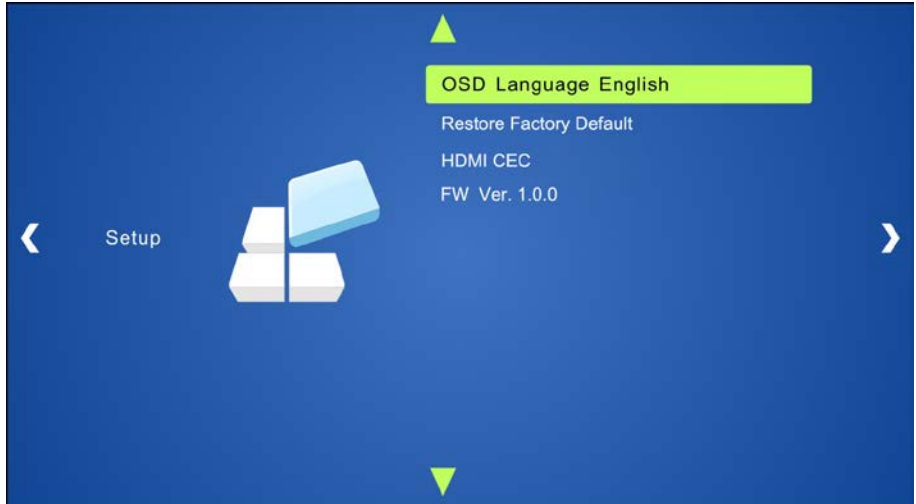 OSD Language English
Restore Factory Default
HDMI CEC
FW Ver. 1.0.0
Setup